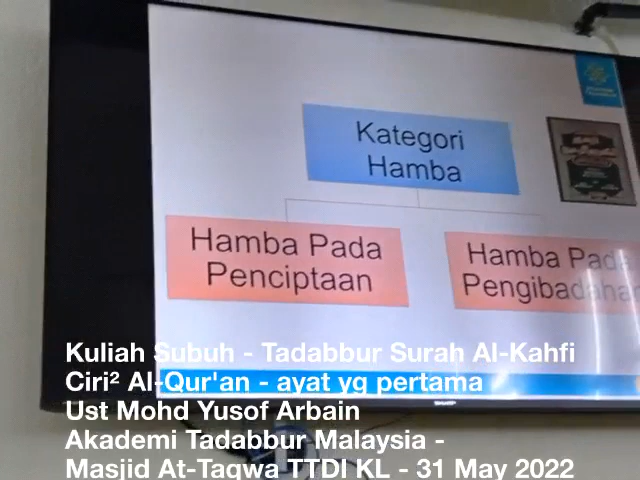 Kategori
Hamba
Hamba Pada
Penciptaan
Hamba Pada
Pengibadahan
Kuliah Subuh - Tadabbur Surah Al-Kahfi
Ciri² Al-Qur'an - ayat yg pertama
Ust Mohd Yusof Arbain
Akademi Tadabbur Malaysia -
Masjid At-Taqwa TTDI KL - 31 May 2022
SHARP